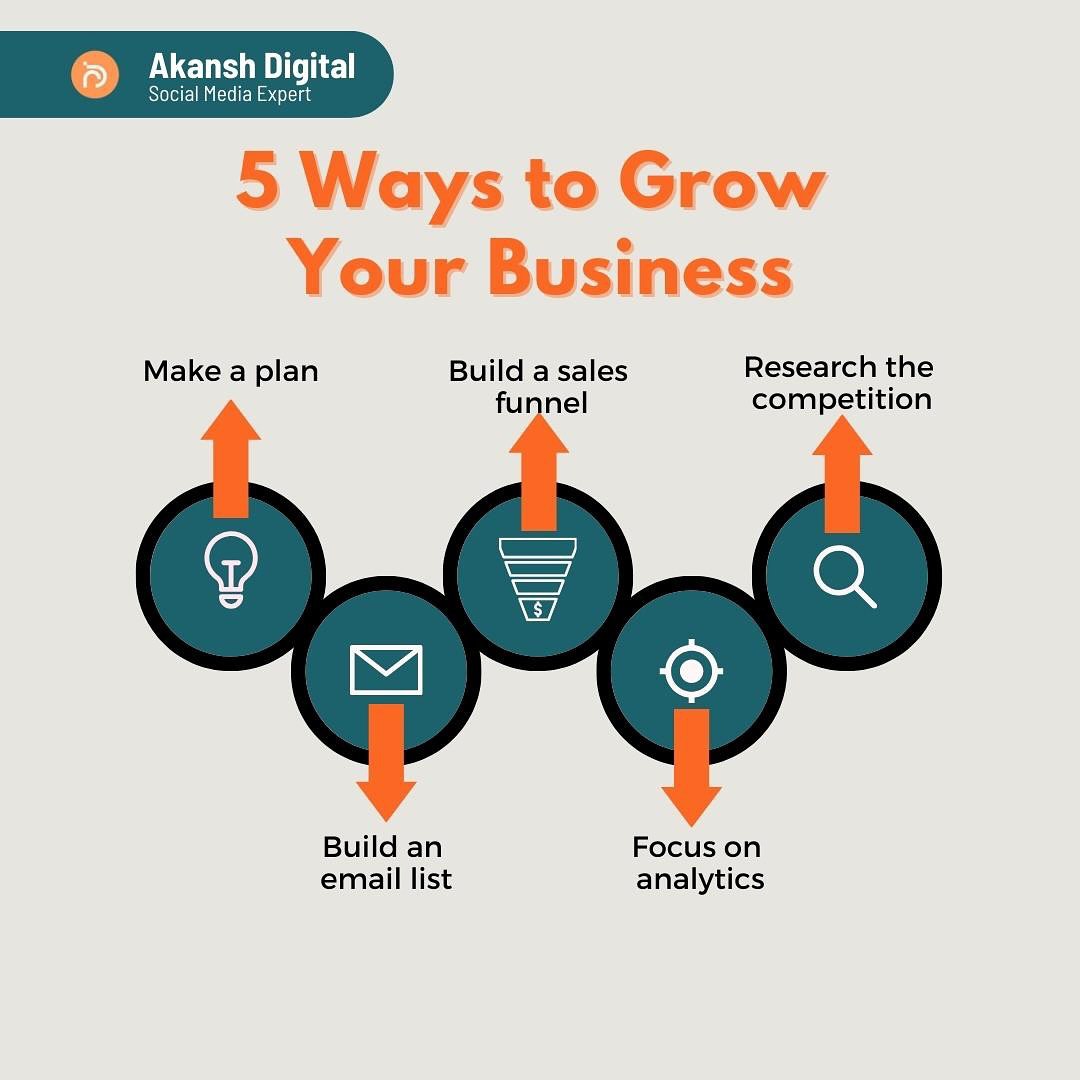 Akansh Digital
Social Media Expert
5 Ways to Grow
Your Business
Make a plan
Build a sales
funnel
Research the
competition
$
Build an
email list
Focus on
analytics